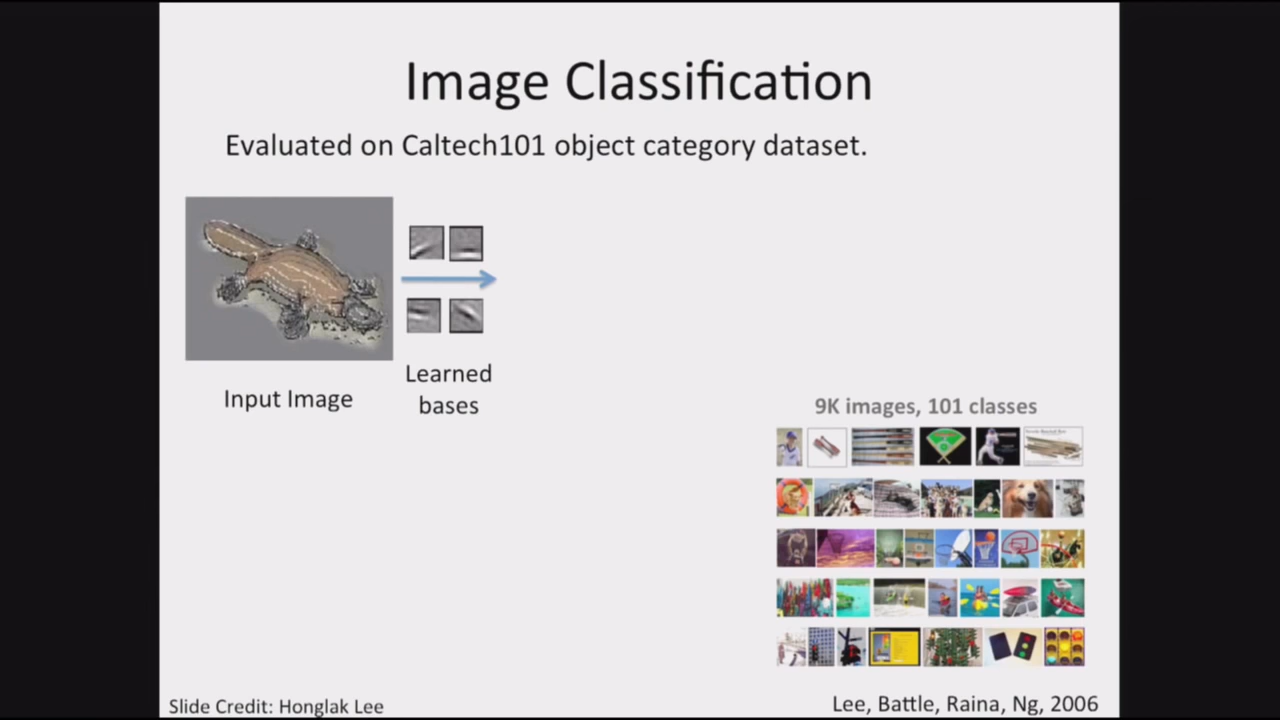 Image Classification
Evaluated on Caltech101 object category dataset.
Input Image
Learned
bases
9K images, 101 classes
Slide Credit: Honglak Lee
Lee, Battle, Raina, Ng, 2006